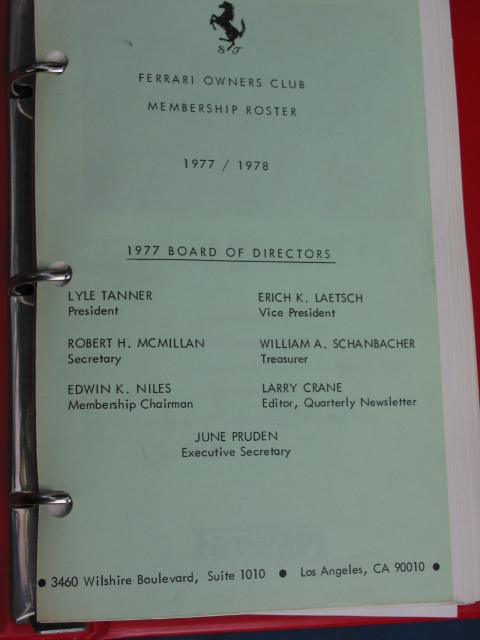 S F
FERRARI OWNERS CLUB
MEMBERSHIP ROSTER
1977 / 1978
1977 BOARD OF DIRECTORS
LYLE TANNER
President
ERICH K. LAETSCH
Vice President
ROBERT H. MCMILLAN
Secretary
WILLIAM A. SCHANBACHER
Treasurer
EDWIN K. NILES
Membership Chairman
LARRY CRANE
Editor, Quarterly Newsletter
JUNE PRUDEN
Executive Secretary
● 3460 Wilshire Boulevard, Suite 1010 ● Los Angeles, CA 90010 ●